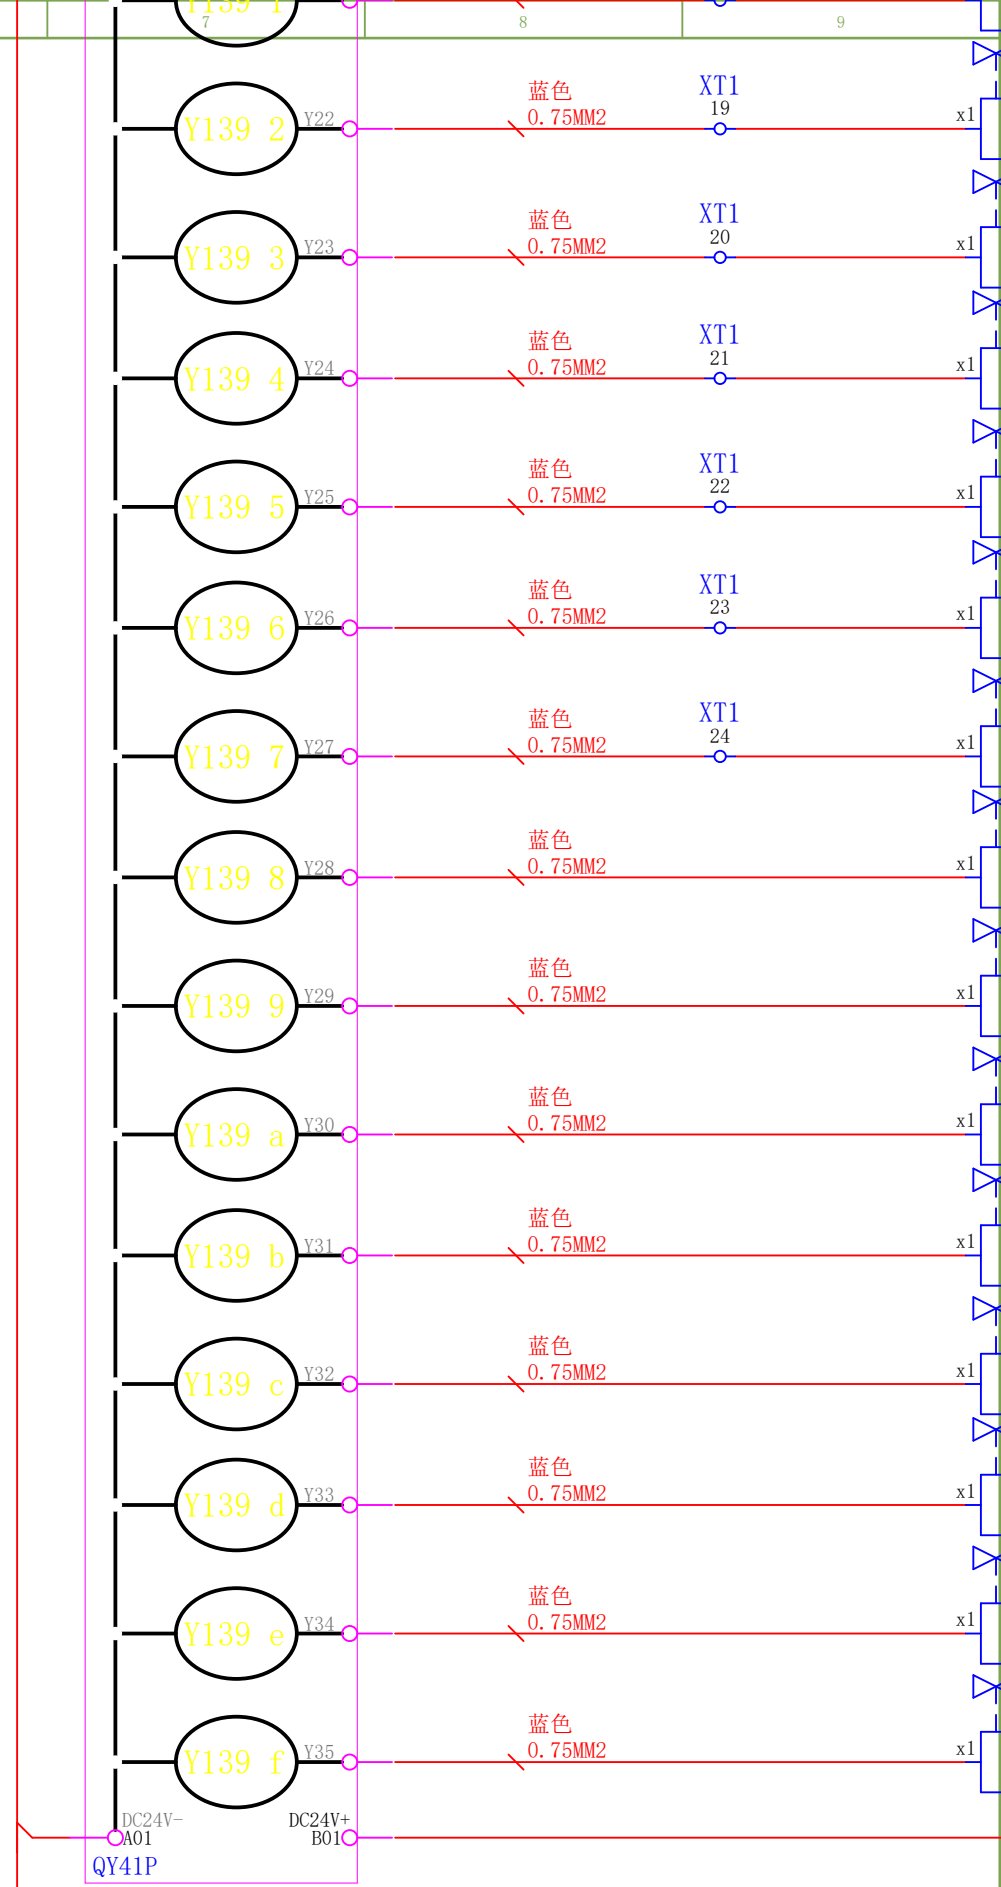 Y139 1
7
8
9
蓝色
XT1
Y139 2
Y22
0.75MM2
19
x1
蓝色
XT1
Y139 3
Y23
0.75MM2
20
x1
蓝色
XT1
Y139 4
Y24
0.75MM2
21
x1
蓝色
XT1
Y139 5
Y25
0.75MM2
22
x1
蓝色
XT1
Y139 6
Y26
0.75MM2
23
x1
蓝色
XT1
Y139 7
Y27
0.75MM2
24
x1
蓝色
Y139 8
Y28
0.75MM2
x1
蓝色
Y139 9
Y29
0.75MM2
x1
蓝色
Y139 a
Y30
0.75MM2
x1
蓝色
Y139 b
Y31
0.75MM2
x1
蓝色
Y139 c
Y32
0.75MM2
x1
蓝色
Y139 d
Y33
0.75MM2
x1
蓝色
Y139 e
Y34
0.75MM2
x1
蓝色
Y139 f
Y35
0.75MM2
x1
DC24V-
DC24V+
A01
B01
QY41P